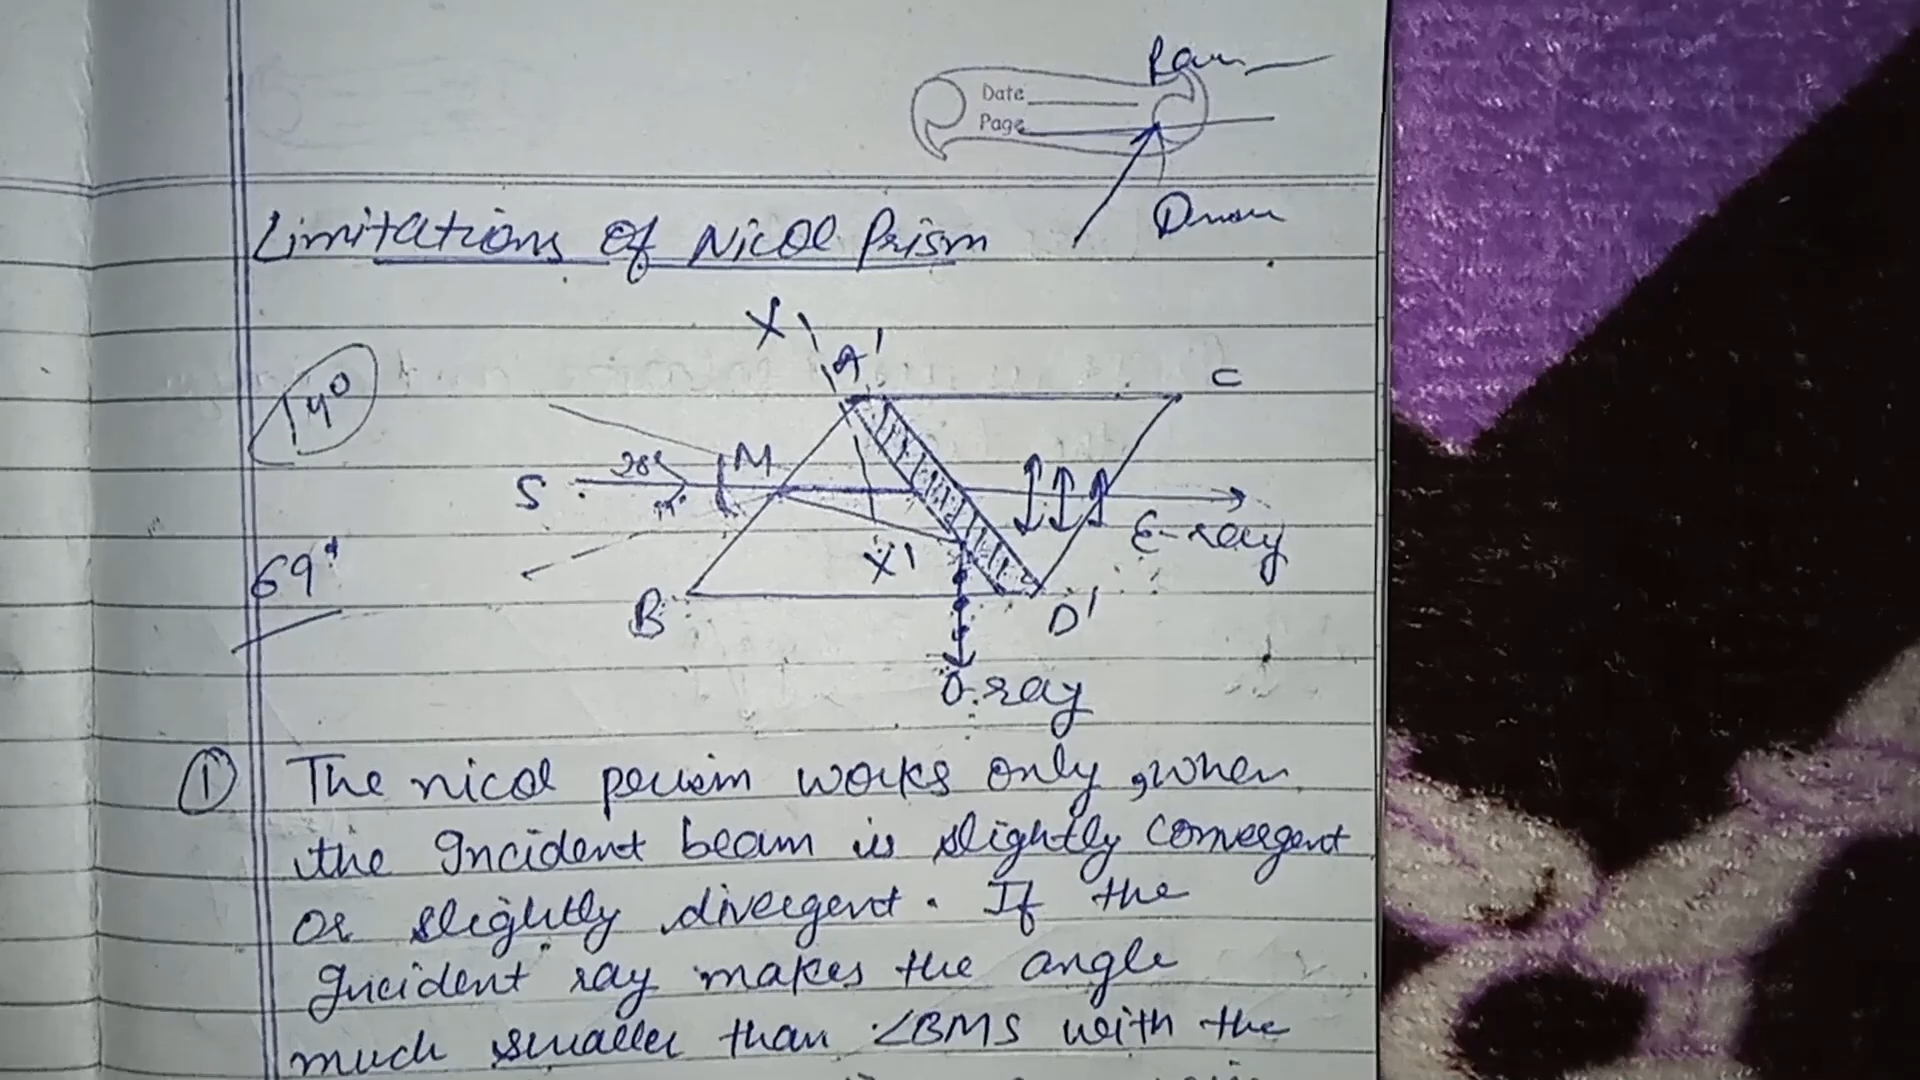 Date
Page
Limitations Of Nicol Prism
X
A'
C
14°
28°
M
S
E-ray
X'
69°
B
D'
O-ray
① The nicol prism works only, when
the Incident beam is slightly convergent
or slightly divergent. If the
Incident ray makes the angle
much smaller than ∠BMS with the